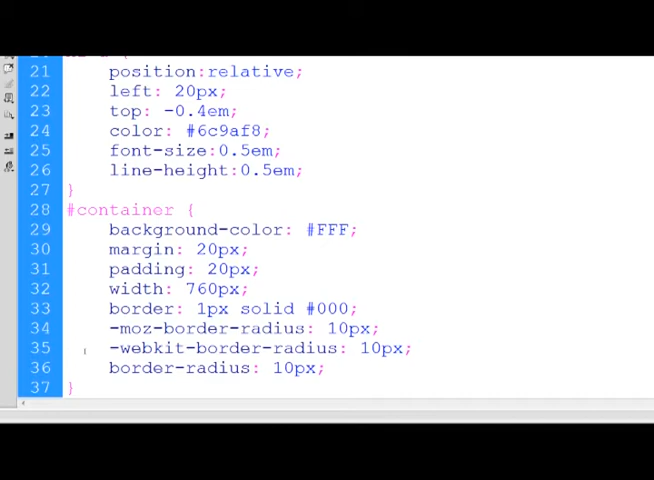 21 position:relative;
22 left: 20px;
23 top: -0.4em;
24 color: #6c9af8;
25 font-size:0.5em;
26 line-height:0.5em;
27 }
28 #container {
29 background-color: #FFF;
30 margin: 20px;
31 padding: 20px;
32 width: 760px;
33 border: 1px solid #000;
34 -moz-border-radius: 10px;
35 -webkit-border-radius: 10px;
36 border-radius: 10px;
37 }